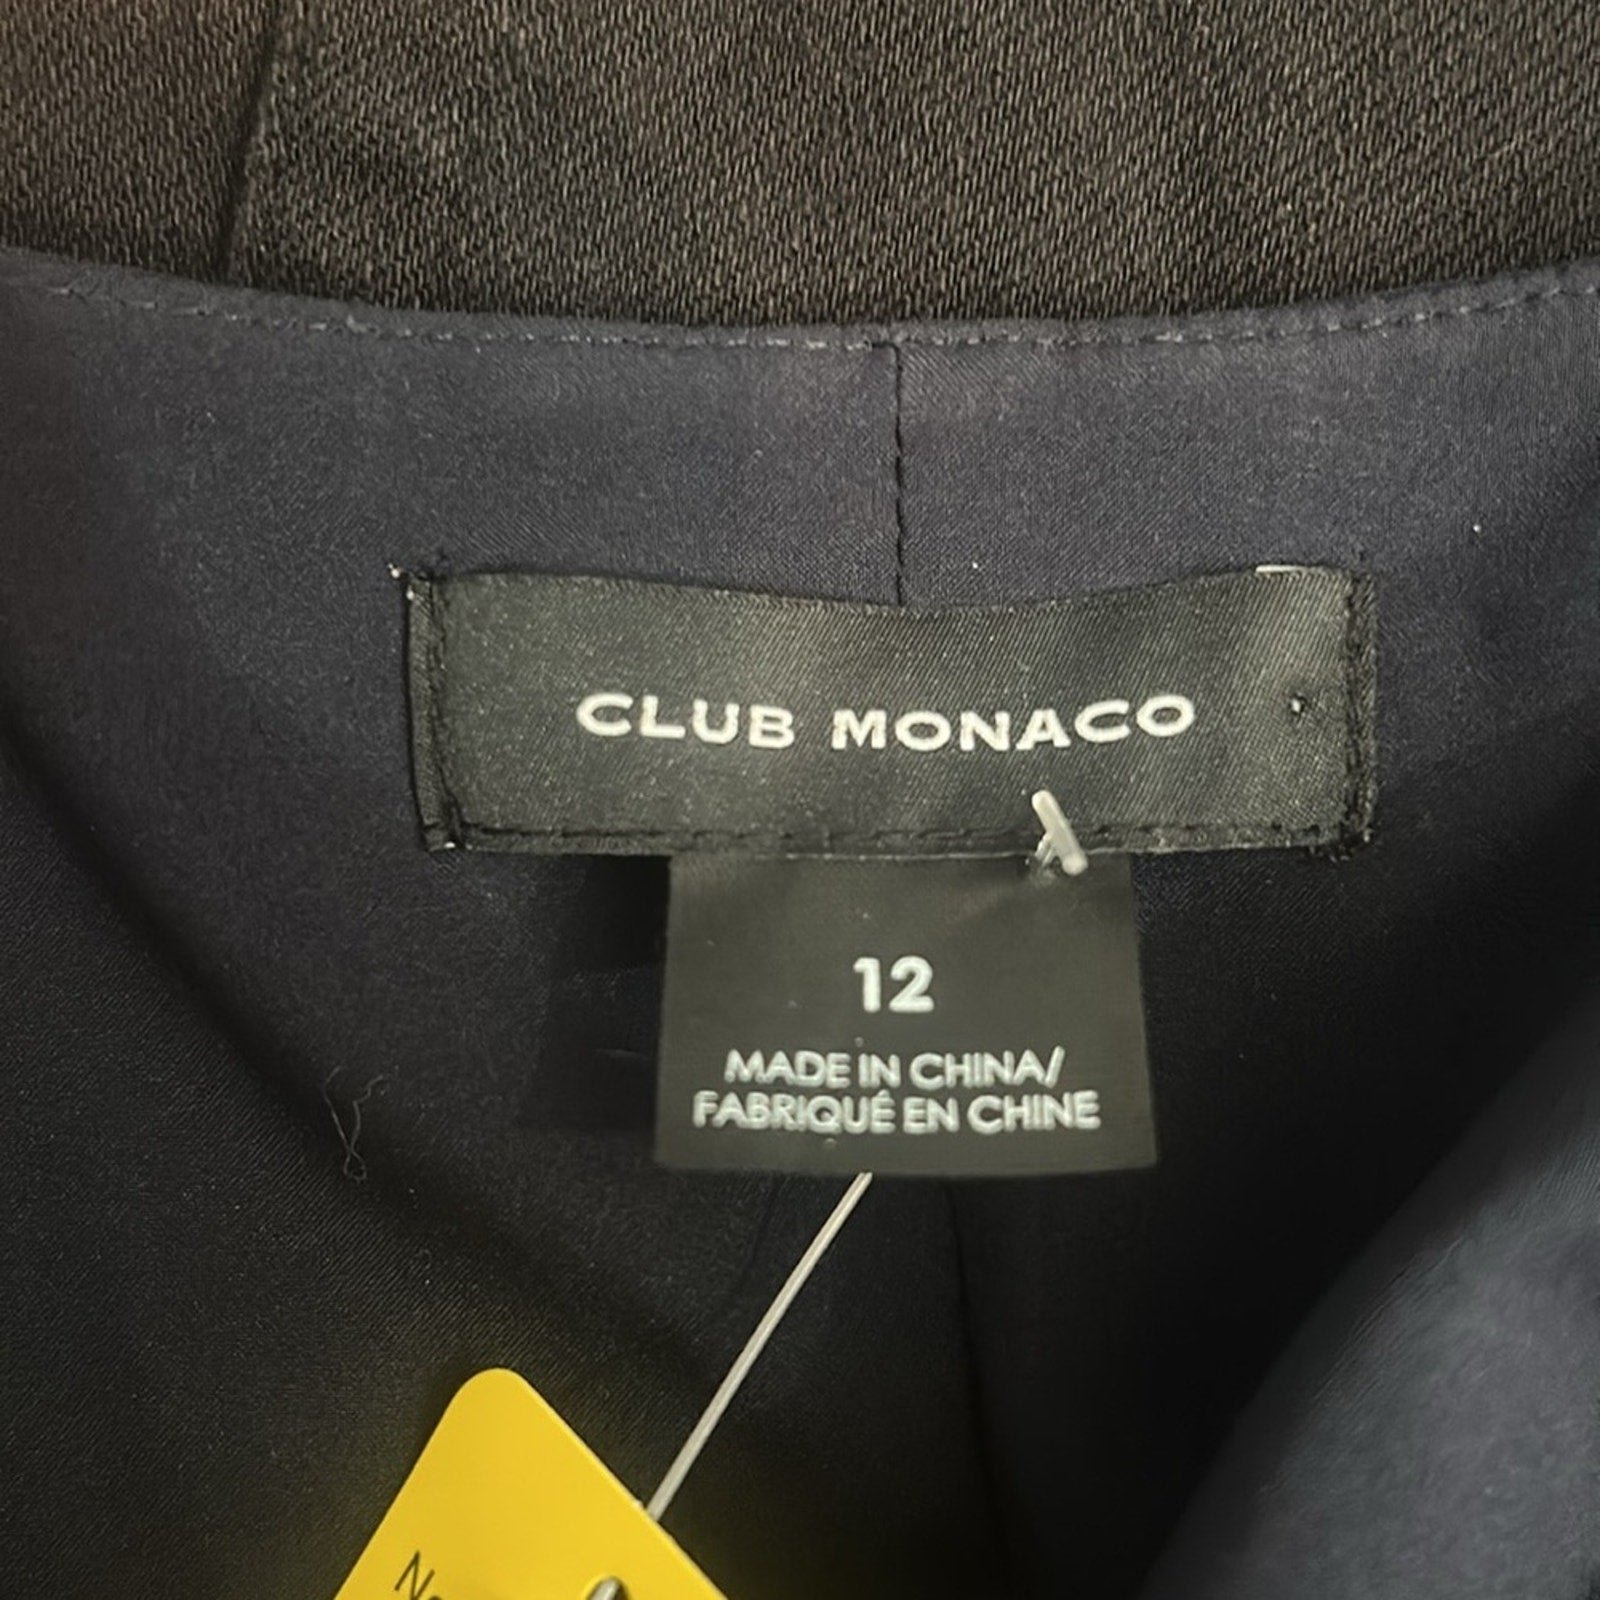 CLUB MONACO
12
MADE IN CHINA/
FABRIQUÉ EN CHINE